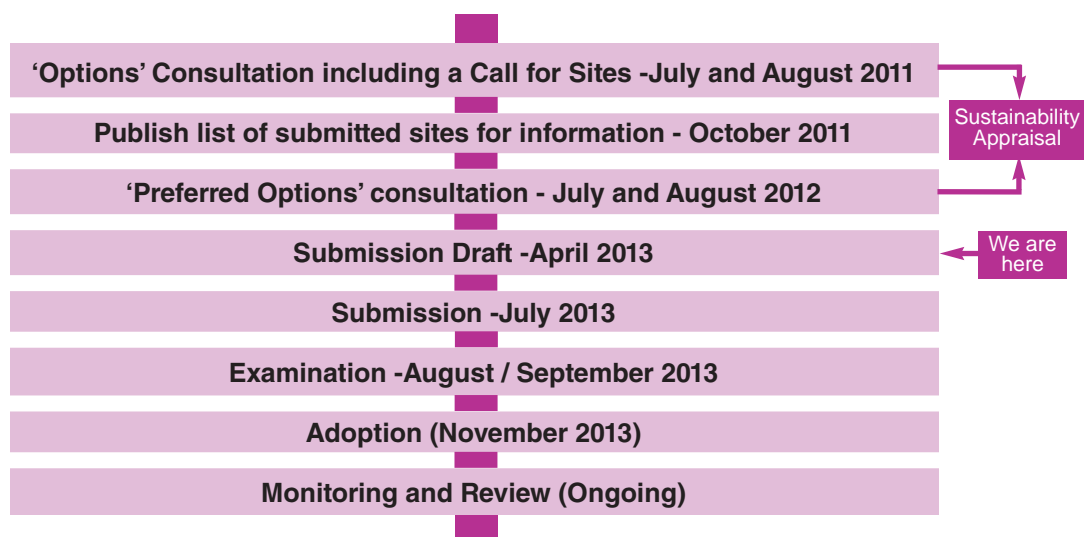 ‘Options’ Consultation including a Call for Sites -July and August 2011
Sustainability
Appraisal
Publish list of submitted sites for information - October 2011
‘Preferred Options’ consultation - July and August 2012
Submission Draft -April 2013
We are
here
Submission -July 2013
Examination -August / September 2013
Adoption (November 2013)
Monitoring and Review (Ongoing)